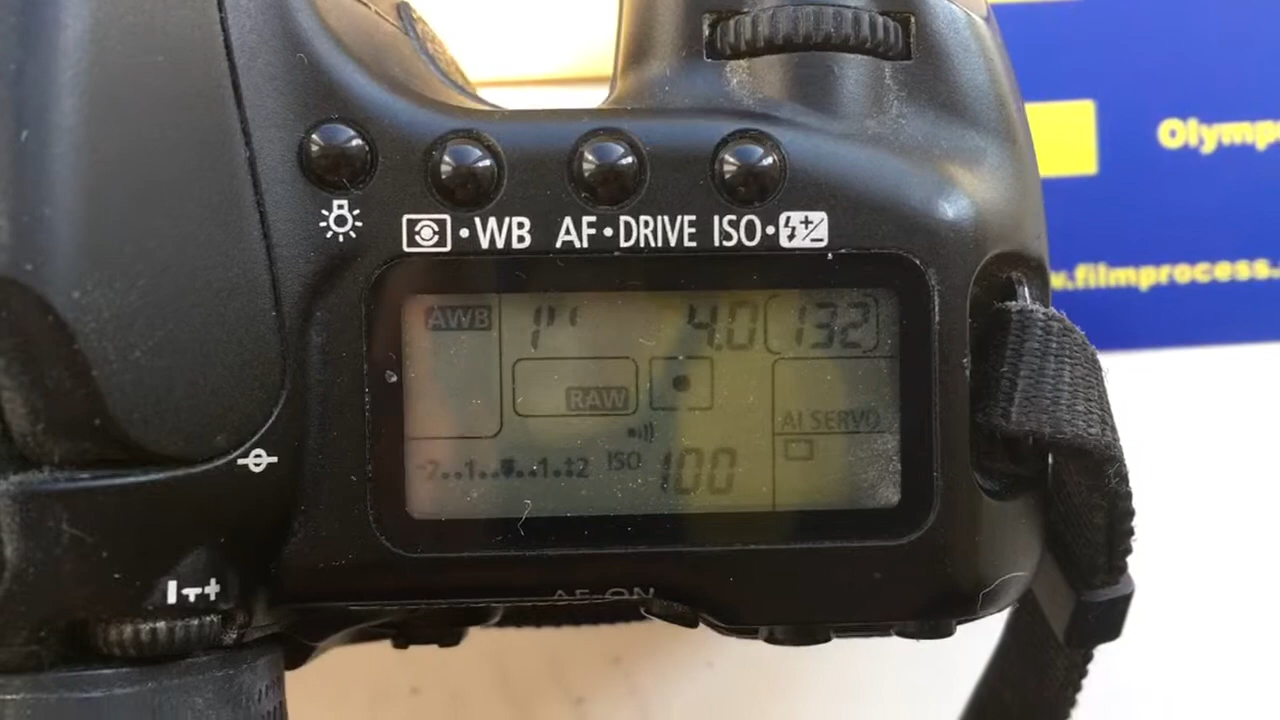 Olymp
w.filmprocess.
WB AF•DRIVE ISO•
AWB 1" 4.0 [132]
RAW
AI SERVO
-2..1..0..1.:2 ISO 100
AF-ON